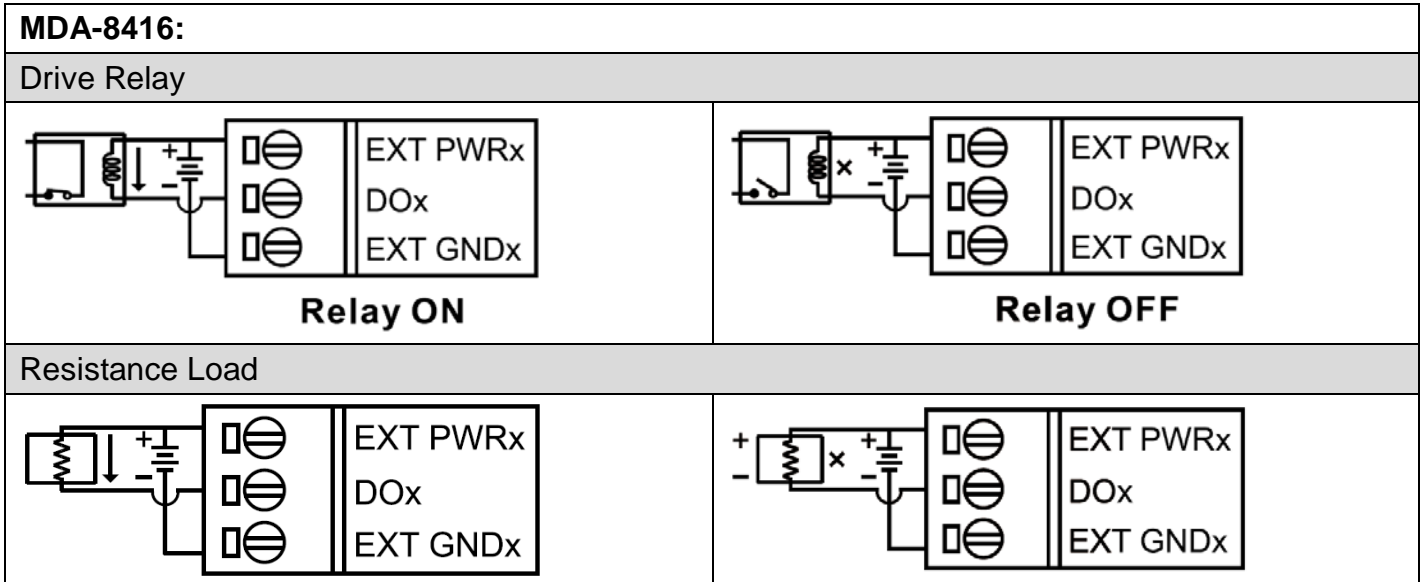 MDA-8416:
Drive Relay
+
−
EXT PWRx
DOx
EXT GNDx
Relay ON
×
+
−
EXT PWRx
DOx
EXT GNDx
Relay OFF
Resistance Load
+
−
EXT PWRx
DOx
EXT GNDx
+
−
×
+
−
EXT PWRx
DOx
EXT GNDx